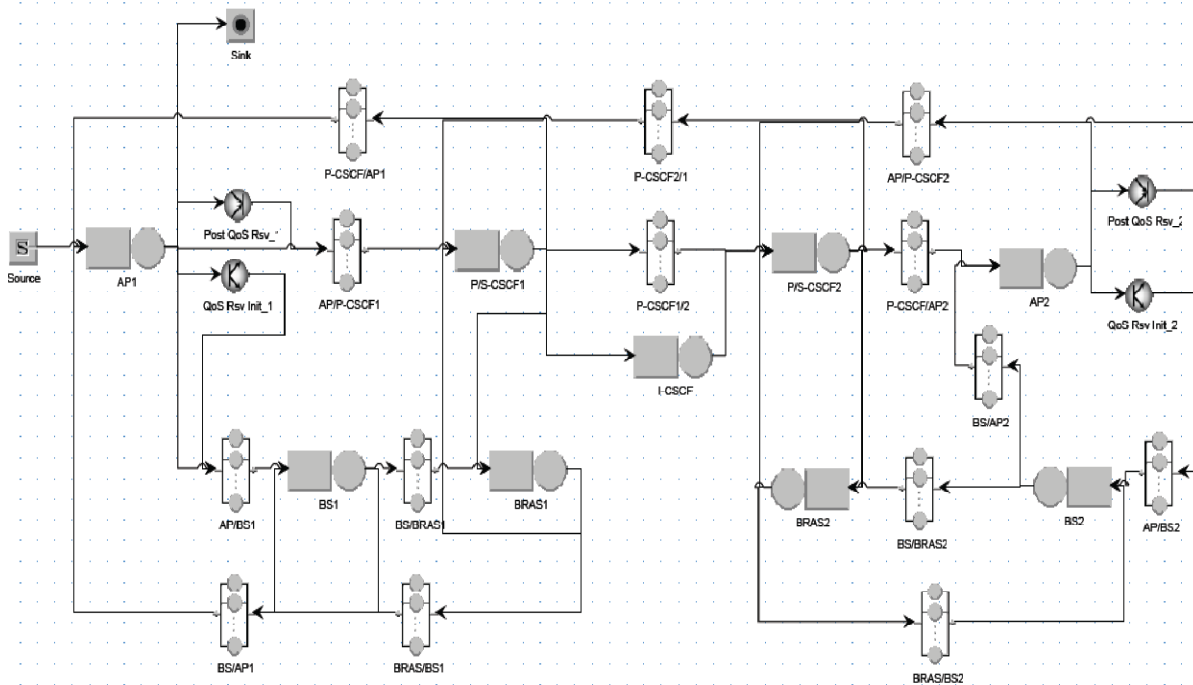 Sink
P-CSCF/AP1
P-CSCF2/1
AP/P-CSCF2
S
Source
AP1
Post QoS Rsv_1
QoS Rsv Init_1
AP/P-CSCF1
P/S-CSCF1
P-CSCF1/2
P/S-CSCF2
P-CSCF/AP2
AP2
Post QoS Rsv_2
QoS Rsv Init_2
I-CSCF
BS/AP2
AP/BS1
BS1
BS/BRAS1
BRAS1
BRAS2
BS/BRAS2
BS2
AP/BS2
BS/AP1
BRAS/BS1
BRAS/BS2